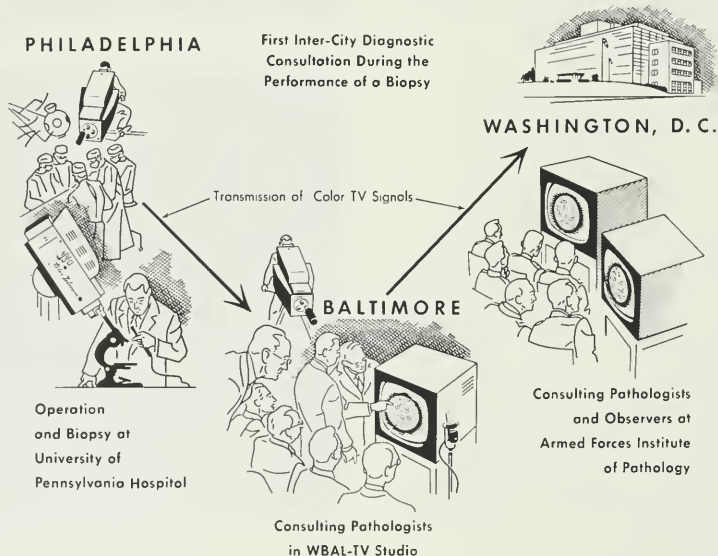 PHILADELPHIA
First Inter-City Diagnostic
Consultation During the
Performance of a Biopsy
WASHINGTON, D. C.
Transmission of Color TV Signals
BALTIMORE
Operation
and Biopsy at
University of
Pennsylvania Hospital
Consulting Pathologists
and Observers at
Armed Forces Institute
of Pathology
Consulting Pathologists
in WBAL-TV Studio